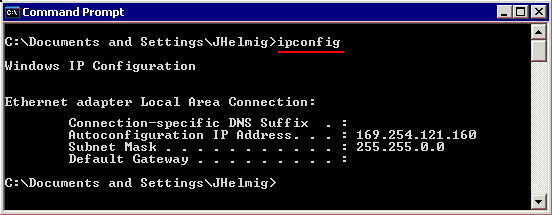 Command Prompt
C:\Documents and Settings\JHelmig>ipconfig
Windows IP Configuration
Ethernet adapter Local Area Connection:
Connection-specific DNS Suffix  . :
Autoconfiguration IP Address. . . : 169.254.121.160
Subnet Mask . . . . . . . . . . . : 255.255.0.0
Default Gateway . . . . . . . . . :
C:\Documents and Settings\JHelmig>